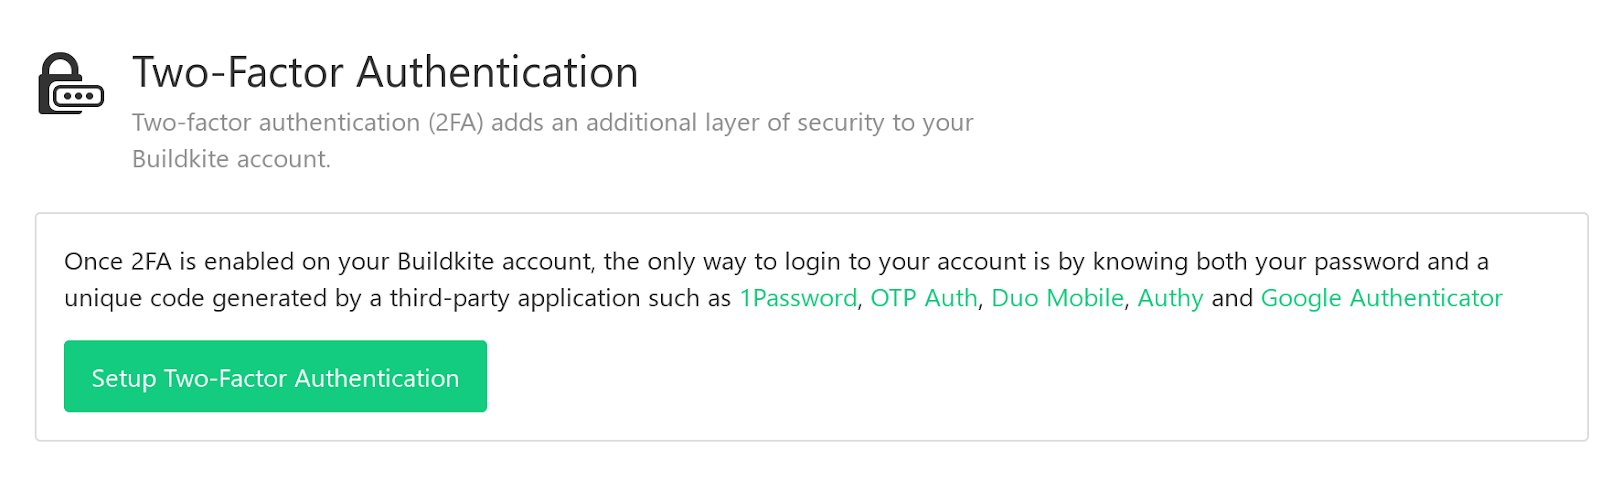 Two-Factor Authentication
Two-factor authentication (2FA) adds an additional layer of security to your
Buildkite account.
Once 2FA is enabled on your Buildkite account, the only way to login to your account is by knowing both your password and a
unique code generated by a third-party application such as 1Password, OTP Auth, Duo Mobile, Authy and Google Authenticator
Setup Two-Factor Authentication